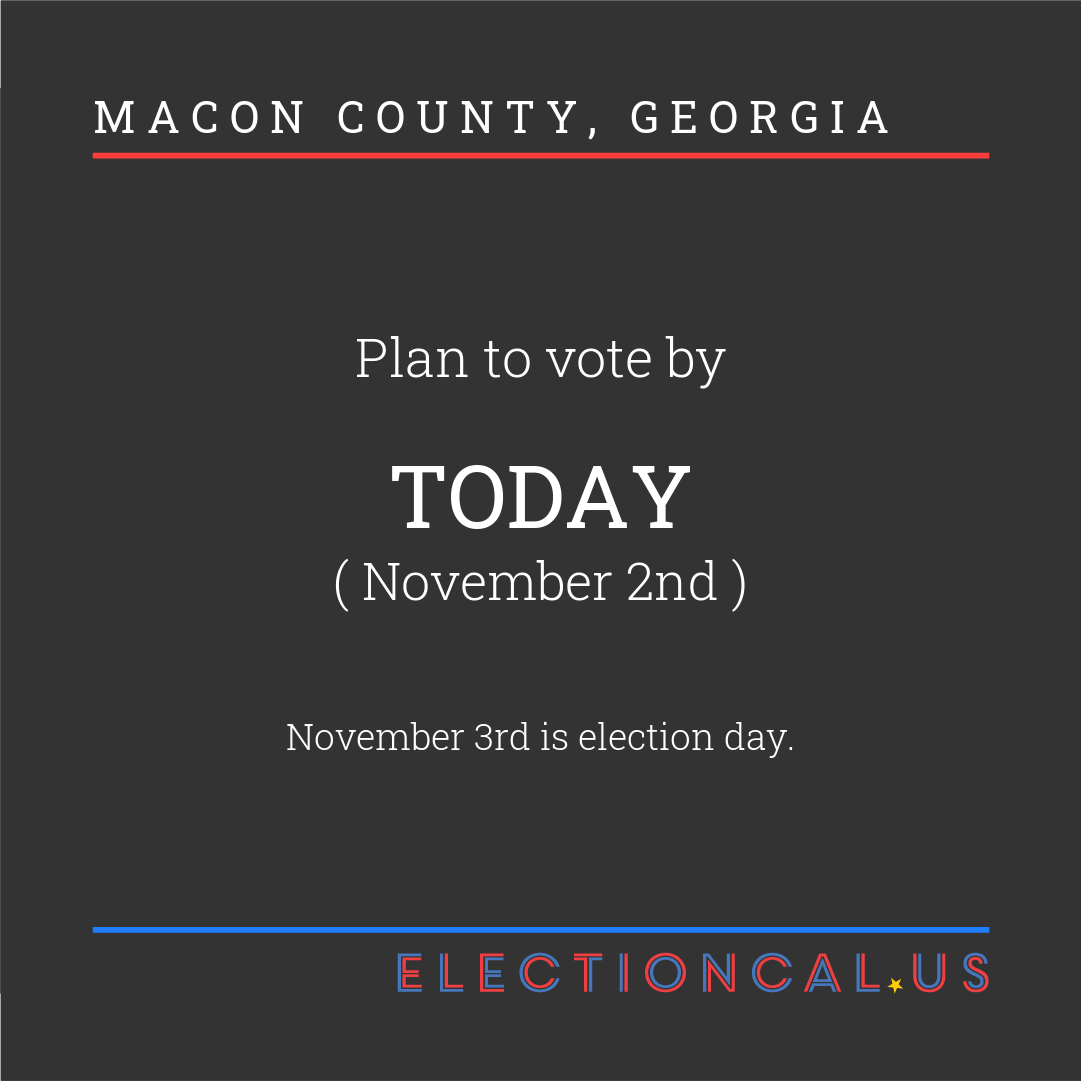 MACON COUNTY, GEORGIA
Plan to vote by
TODAY
( November 2nd )
November 3rd is election day.
ELECTIONCAL.US